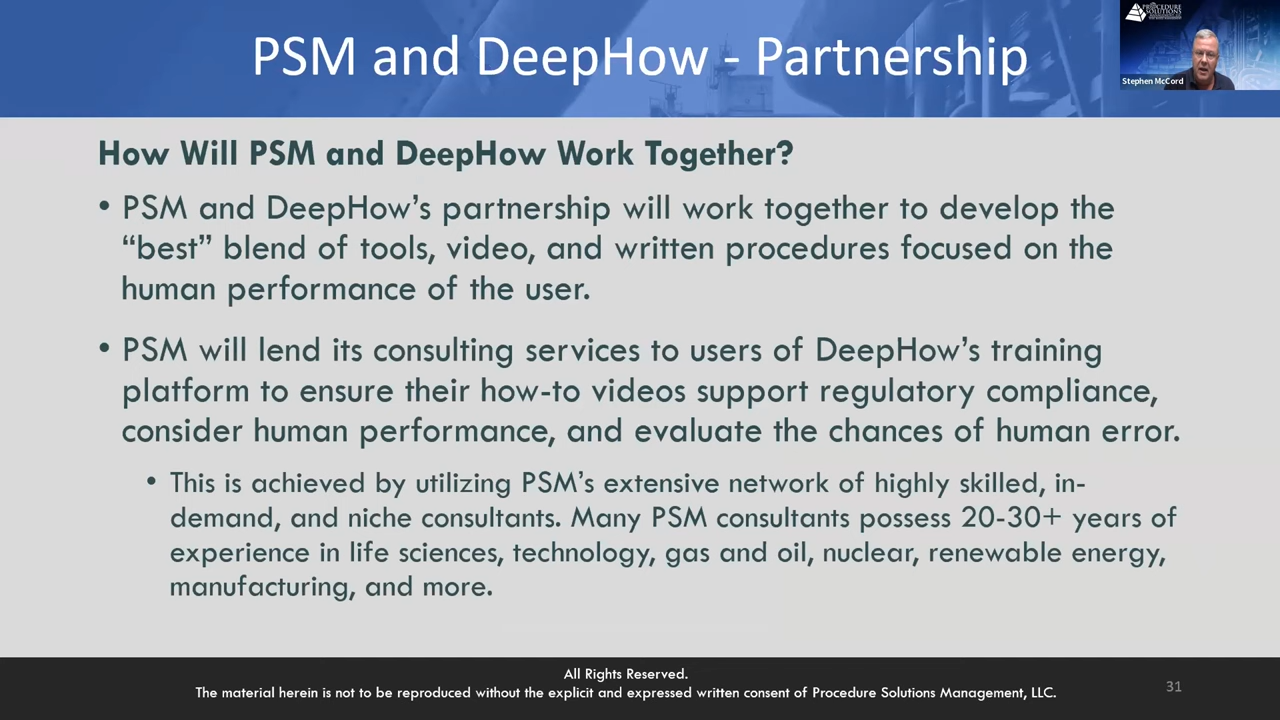 PSM and DeepHow - Partnership
PROCEDURE
SOLUTIONS
Stephen McCord
How Will PSM and DeepHow Work Together?
• PSM and DeepHow’s partnership will work together to develop the
“best” blend of tools, video, and written procedures focused on the
human performance of the user.
• PSM will lend its consulting services to users of DeepHow’s training
platform to ensure their how-to videos support regulatory compliance,
consider human performance, and evaluate the chances of human error.
• This is achieved by utilizing PSM’s extensive network of highly skilled, in-
demand, and niche consultants. Many PSM consultants possess 20-30+ years of
experience in life sciences, technology, gas and oil, nuclear, renewable energy,
manufacturing, and more.
All Rights Reserved.
The material herein is not to be reproduced without the explicit and expressed written consent of Procedure Solutions Management, LLC.
31